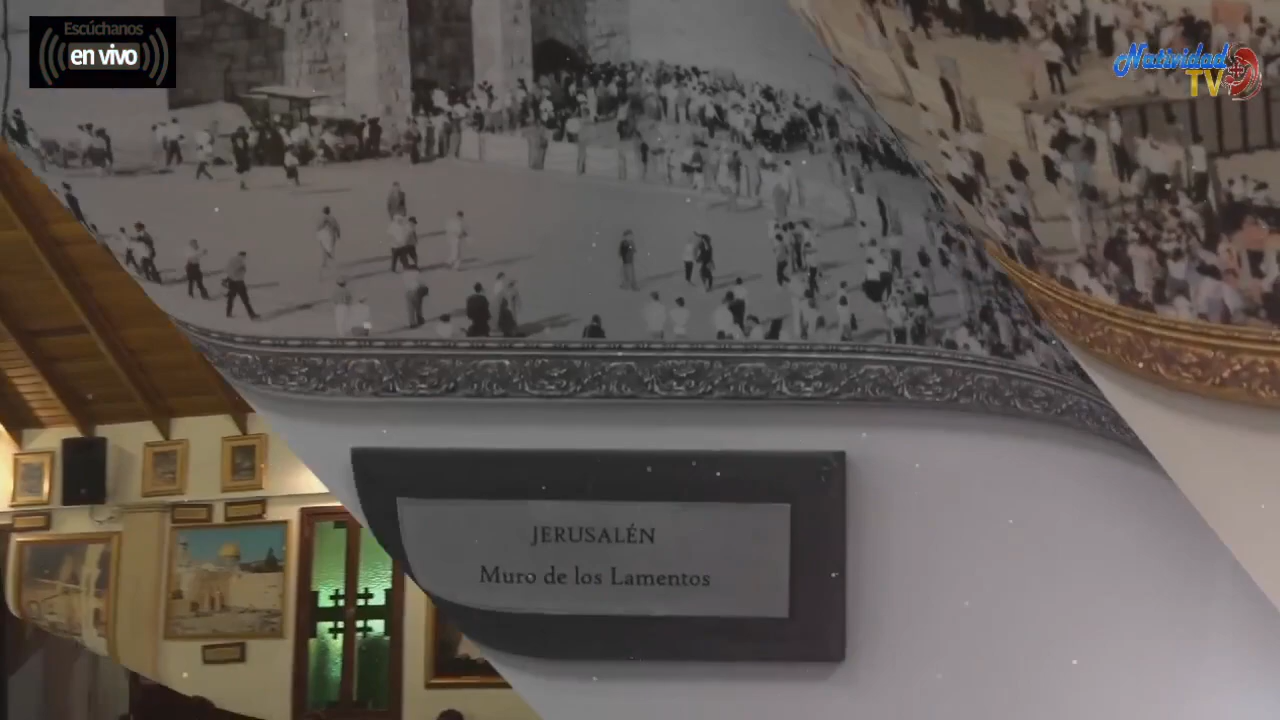 Escúchanos
en vivo
Natividad
TV
JERUSALÉN
Muro de los Lamentos